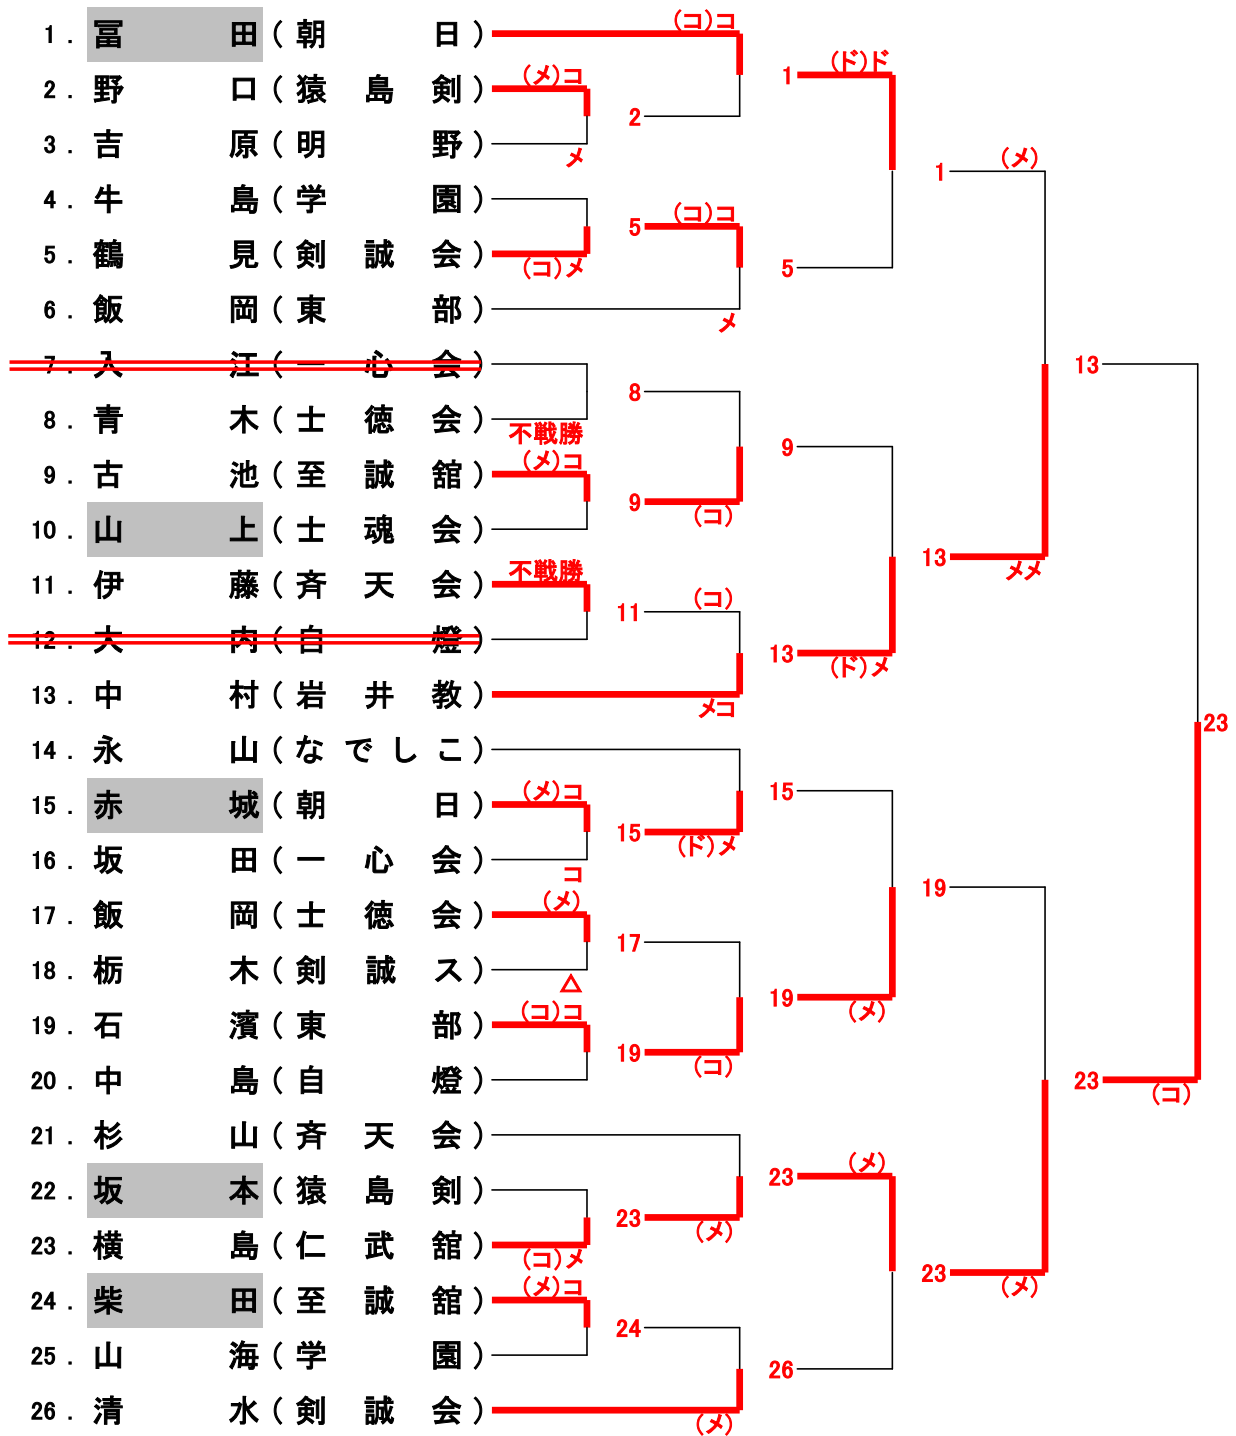 1. 冨田(朝日)
2. 野口(猿島剣)
3. 吉原(明野)
4. 牛島(学園)
5. 鶴見(剣誠会)
6. 飯岡(東部)
7. 入江(一心会)
8. 青木(士徳会)
9. 古池(至誠舘)
10. 山上(士魂会)
11. 伊藤(斉天会)
12. 大内(自燈)
13. 中村(岩井教)
14. 永山(なでしこ)
15. 赤城(朝日)
16. 坂田(一心会)
17. 飯岡(士徳会)
18. 栃木(剣誠ス)
19. 石濱(東部)
20. 中島(自燈)
21. 杉山(斉天会)
22. 坂本(猿島剣)
23. 横島(仁武舘)
24. 柴田(至誠舘)
25. 山海(学園)
26. 清水(剣誠会)
(メ)コ
メ
(コ)メ
不戦勝
(メ)コ
不戦勝
(メ)コ
コ
(メ)
△
(コ)コ
(コ)メ
(メ)コ
(コ)コ
2
5
(コ)コ
メ
8
9
(コ)
11
(コ)
メコ
15
(ド)メ
17
19
(コ)
23
(メ)
24
(メ)
1
(ド)ド
5
9
13
(ド)メ
15
19
(メ)
23
(メ)
26
1
(メ)
13
メメ
19
23
(メ)
13
23
(コ)
23